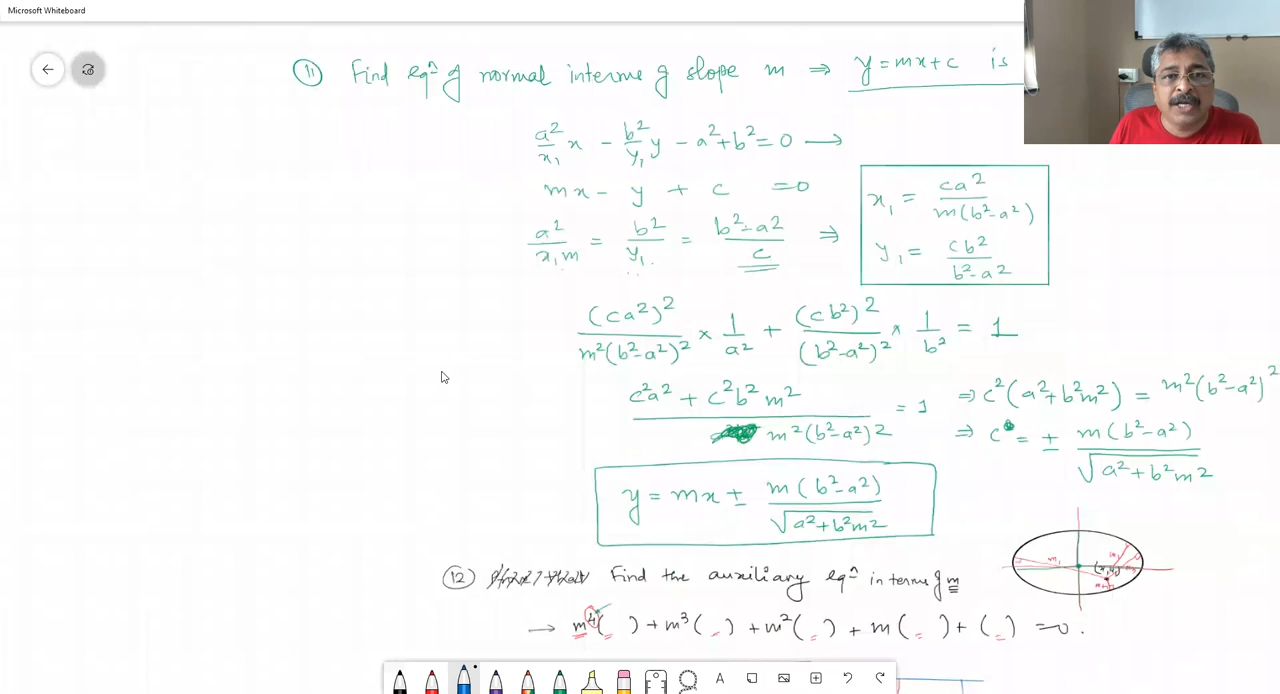 Microsoft Whiteboard
⑪ Find eqⁿ of normal in terms of slope m ⇒ y = mx + c is
a²/x₁ x − b²/y₁ y − a² + b² = 0 →
mx − y + c = 0
a²/x₁m = b²/y₁ = b² − a²/c ⇒
x₁ = ca²/m(b² − a²)
y₁ = cb²/b² − a²
(ca²)²/m²(b² − a²)² × 1/a² + (cb²)²/(b² − a²)² × 1/b² = 1
c²a² + c²b²m²/m²(b² − a²)² = 1 ⇒ c²(a² + b²m²) = m²(b² − a²)²
⇒ c = ± m(b² − a²)/√a² + b²m²
y = mx ± m(b² − a²)/√a² + b²m²
⑫ Find the auxiliary eqⁿ in terms of m
→ m⁴( ) + m³( ) + m²( ) + m( ) + ( ) = 0.